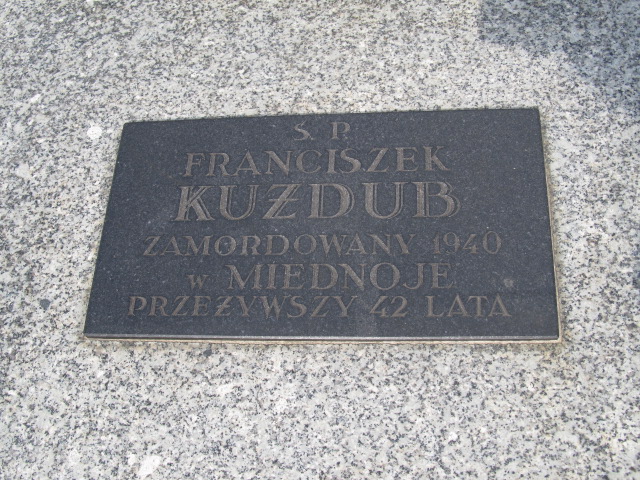 Ś. P.
FRANCISZEK
KUŹDUB
ZAMORDOWANY 1940
w MIEDNOJE
PRZEŻYWSZY 42 LATA